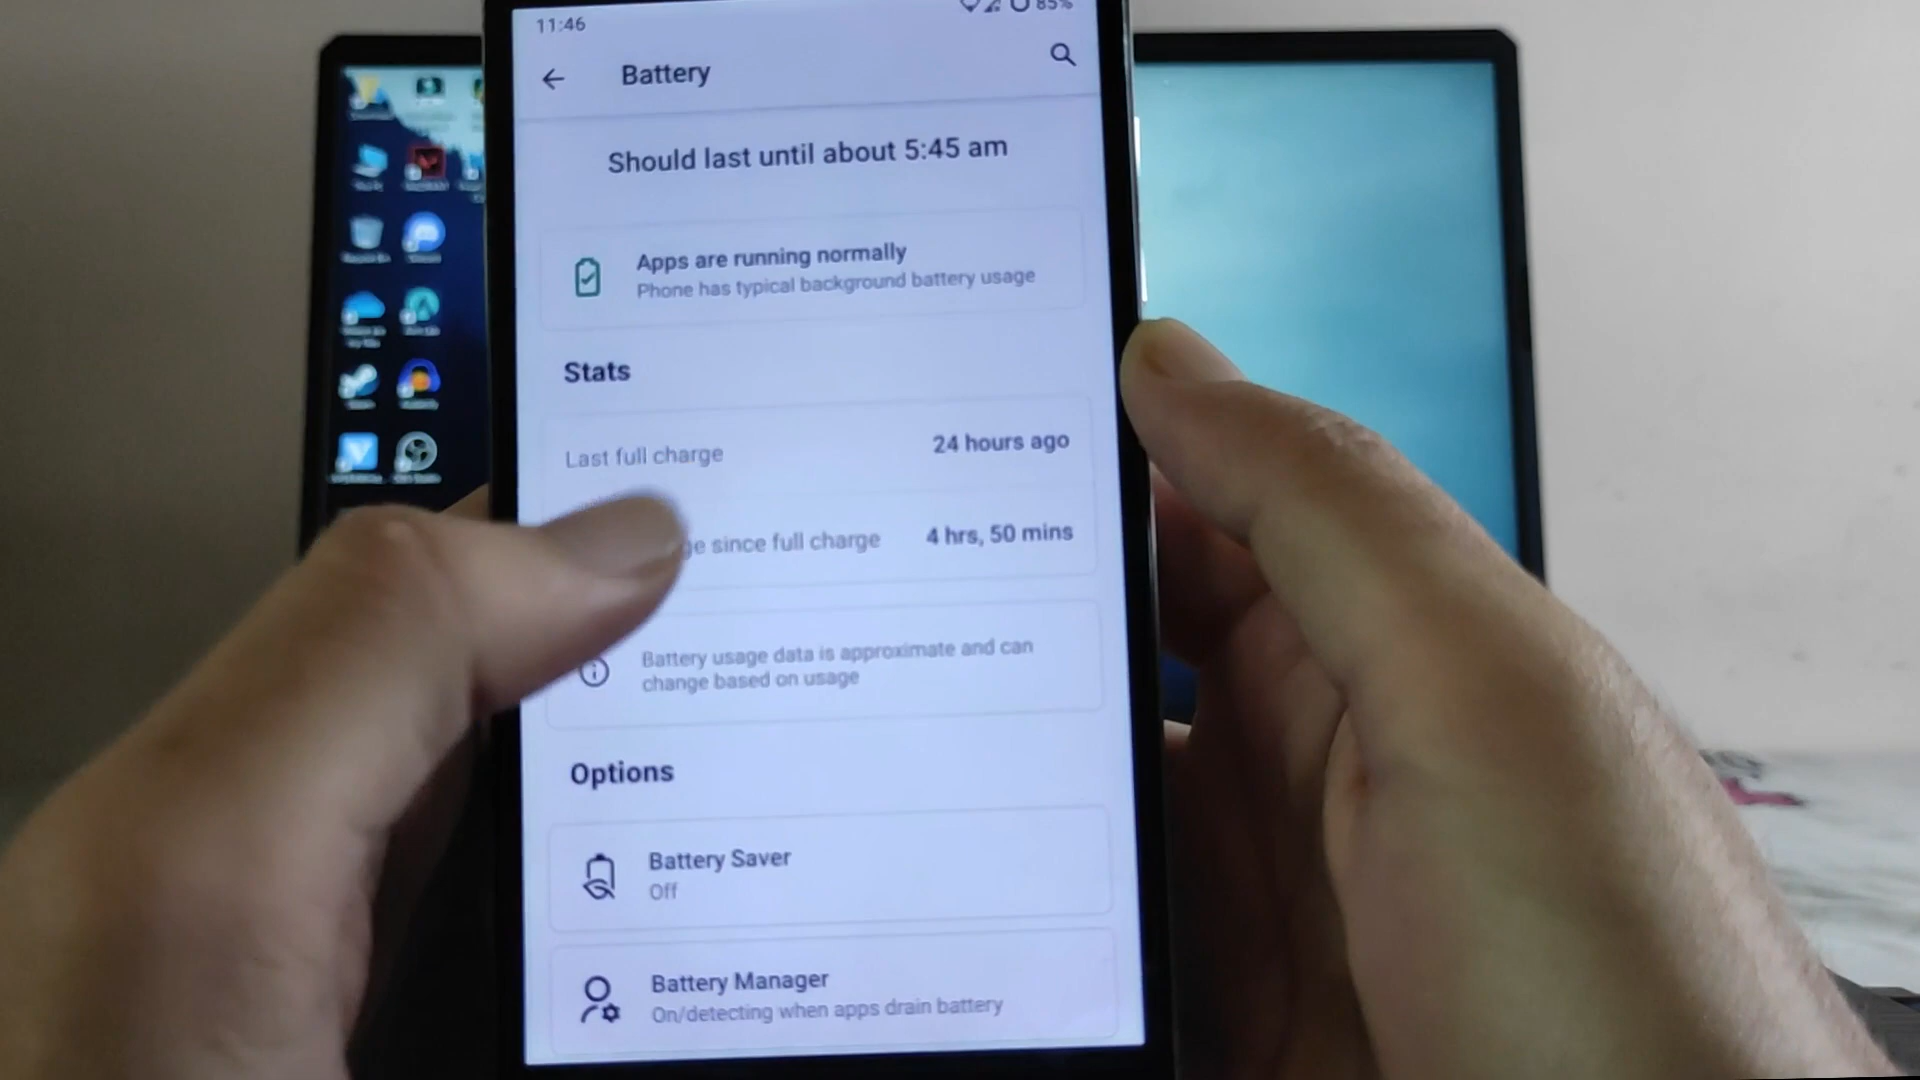 11:46
85%
Battery
Should last until about 5:45 am
Apps are running normally
Phone has typical background battery usage
Stats
Last full charge
24 hours ago
since full charge
4 hrs, 50 mins
Battery usage data is approximate and can
change based on usage
Options
Battery Saver
Off
Battery Manager
On/detecting when apps drain battery